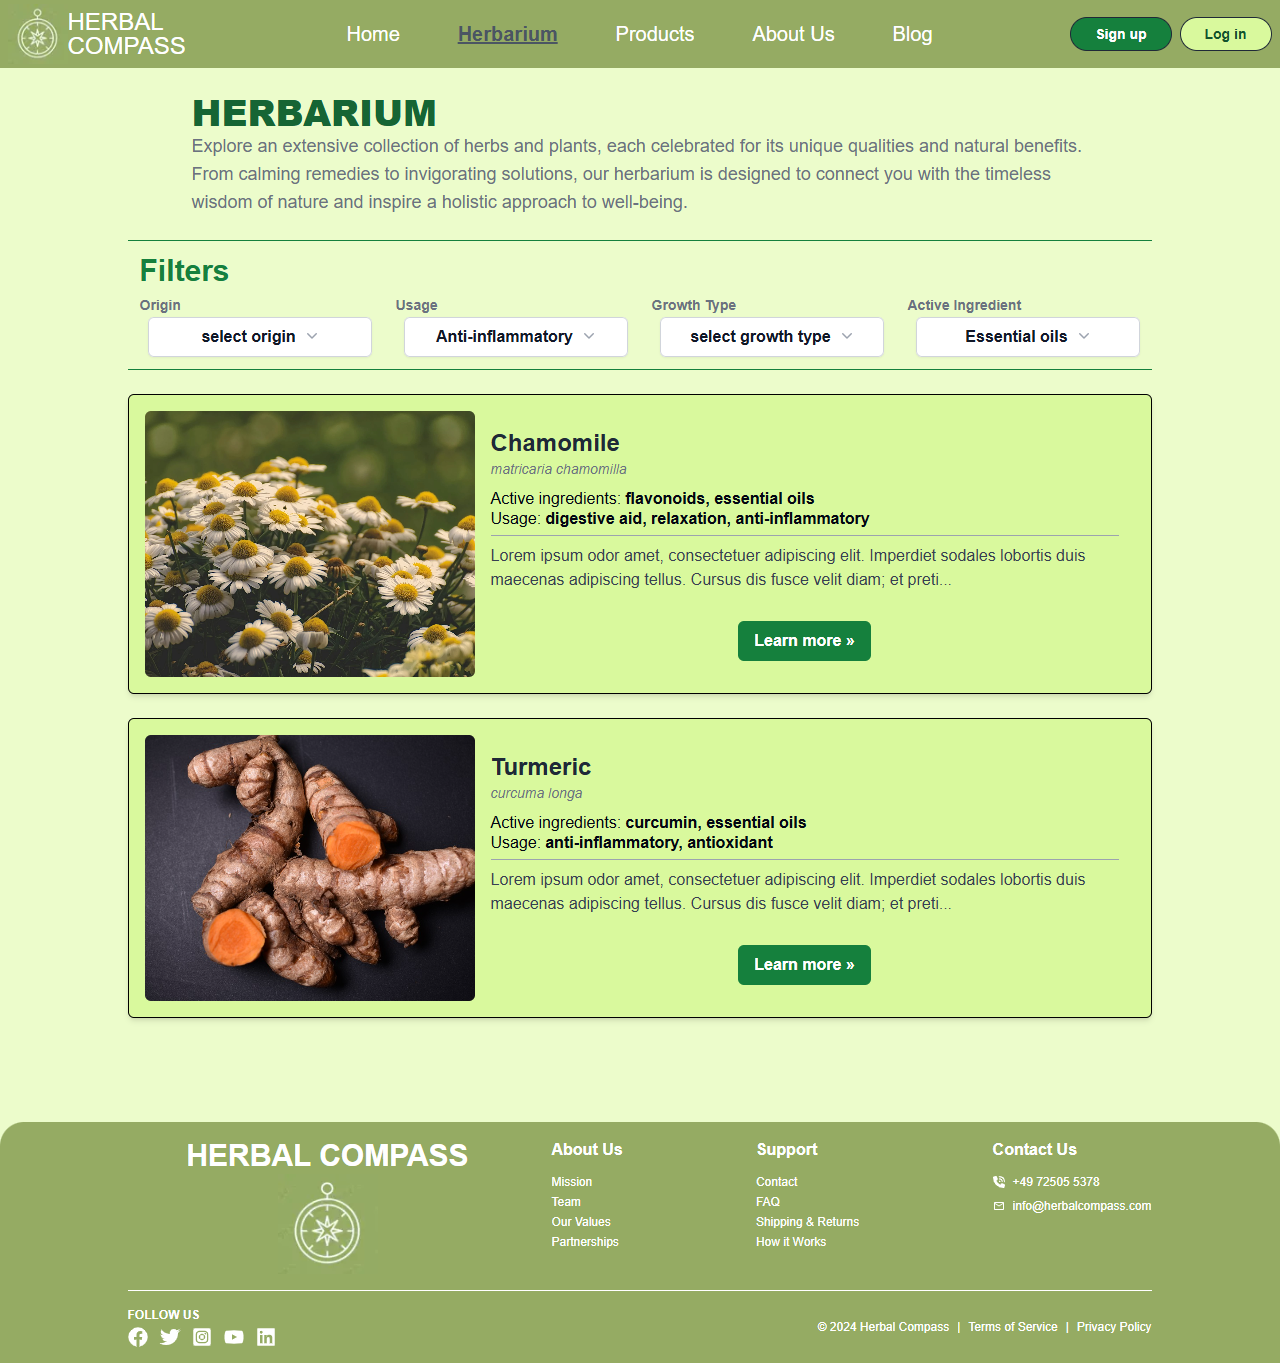 HERBAL
COMPASS
Home
Herbarium
Products
About Us
Blog
Sign up
Log in
HERBARIUM
Explore an extensive collection of herbs and plants, each celebrated for its unique qualities and natural benefits.
From calming remedies to invigorating solutions, our herbarium is designed to connect you with the timeless
wisdom of nature and inspire a holistic approach to well-being.
Filters
Origin
Usage
Growth Type
Active Ingredient
select origin
Anti-inflammatory
select growth type
Essential oils
Chamomile
matricaria chamomilla
Active ingredients: flavonoids, essential oils
Usage: digestive aid, relaxation, anti-inflammatory
Lorem ipsum odor amet, consectetuer adipiscing elit. Imperdiet sodales lobortis duis
maecenas adipiscing tellus. Cursus dis fusce velit diam; et preti...
Learn more »
Turmeric
curcuma longa
Active ingredients: curcumin, essential oils
Usage: anti-inflammatory, antioxidant
Lorem ipsum odor amet, consectetuer adipiscing elit. Imperdiet sodales lobortis duis
maecenas adipiscing tellus. Cursus dis fusce velit diam; et preti...
Learn more »
HERBAL COMPASS
About Us
Mission
Team
Our Values
Partnerships
Support
Contact
FAQ
Shipping & Returns
How it Works
Contact Us
+49 72505 5378
info@herbalcompass.com
FOLLOW US
© 2024 Herbal Compass | Terms of Service | Privacy Policy